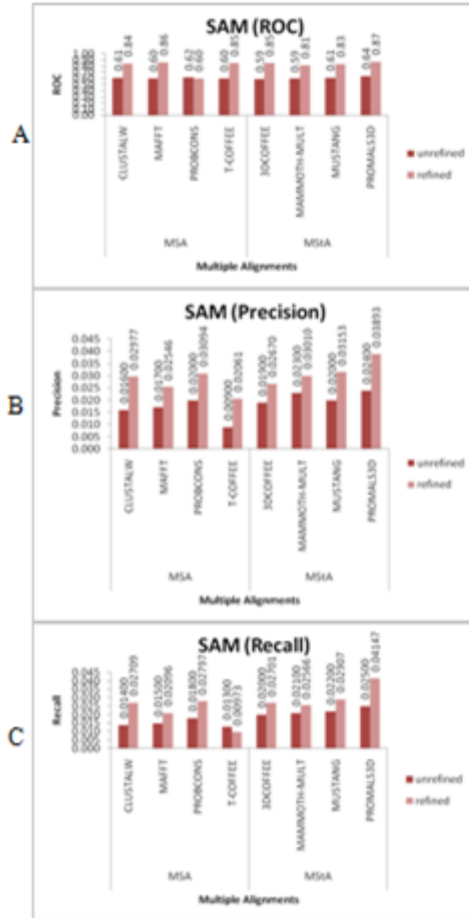 A
SAM (ROC)
ROC
0.61 0.84 0.60 0.86 0.62 0.60 0.60 0.85 0.59 0.85 0.59 0.81 0.61 0.83 0.64 0.87
CLUSTALW MAFFT PROBCONS T-COFFEE 3DCOFFEE MAMMOTH-MULT MUSTANG PROMALS3D
MSA MStA
Multiple Alignments
unrefined
refined
B
SAM (Precision)
Precision
0.045
0.040
0.035
0.030
0.025
0.020
0.015
0.010
0.005
0.000
0.01600 0.02977 0.01700 0.02546 0.02000 0.03094 0.00900 0.02061 0.01900 0.02670 0.02300 0.03010 0.02000 0.03153 0.02400 0.03893
CLUSTALW MAFFT PROBCONS T-COFFEE 3DCOFFEE MAMMOTH-MULT MUSTANG PROMALS3D
MSA MStA
Multiple Alignments
unrefined
refined
C
SAM (Recall)
Recall
0.045
0.000
0.01400 0.02709 0.01500 0.02096 0.01800 0.02797 0.01300 0.00973 0.02000 0.02701 0.02100 0.02566 0.02200 0.02907 0.02500 0.04147
CLUSTALW MAFFT PROBCONS T-COFFEE 3DCOFFEE MAMMOTH-MULT MUSTANG PROMALS3D
MSA MStA
Multiple Alignments
unrefined
refined